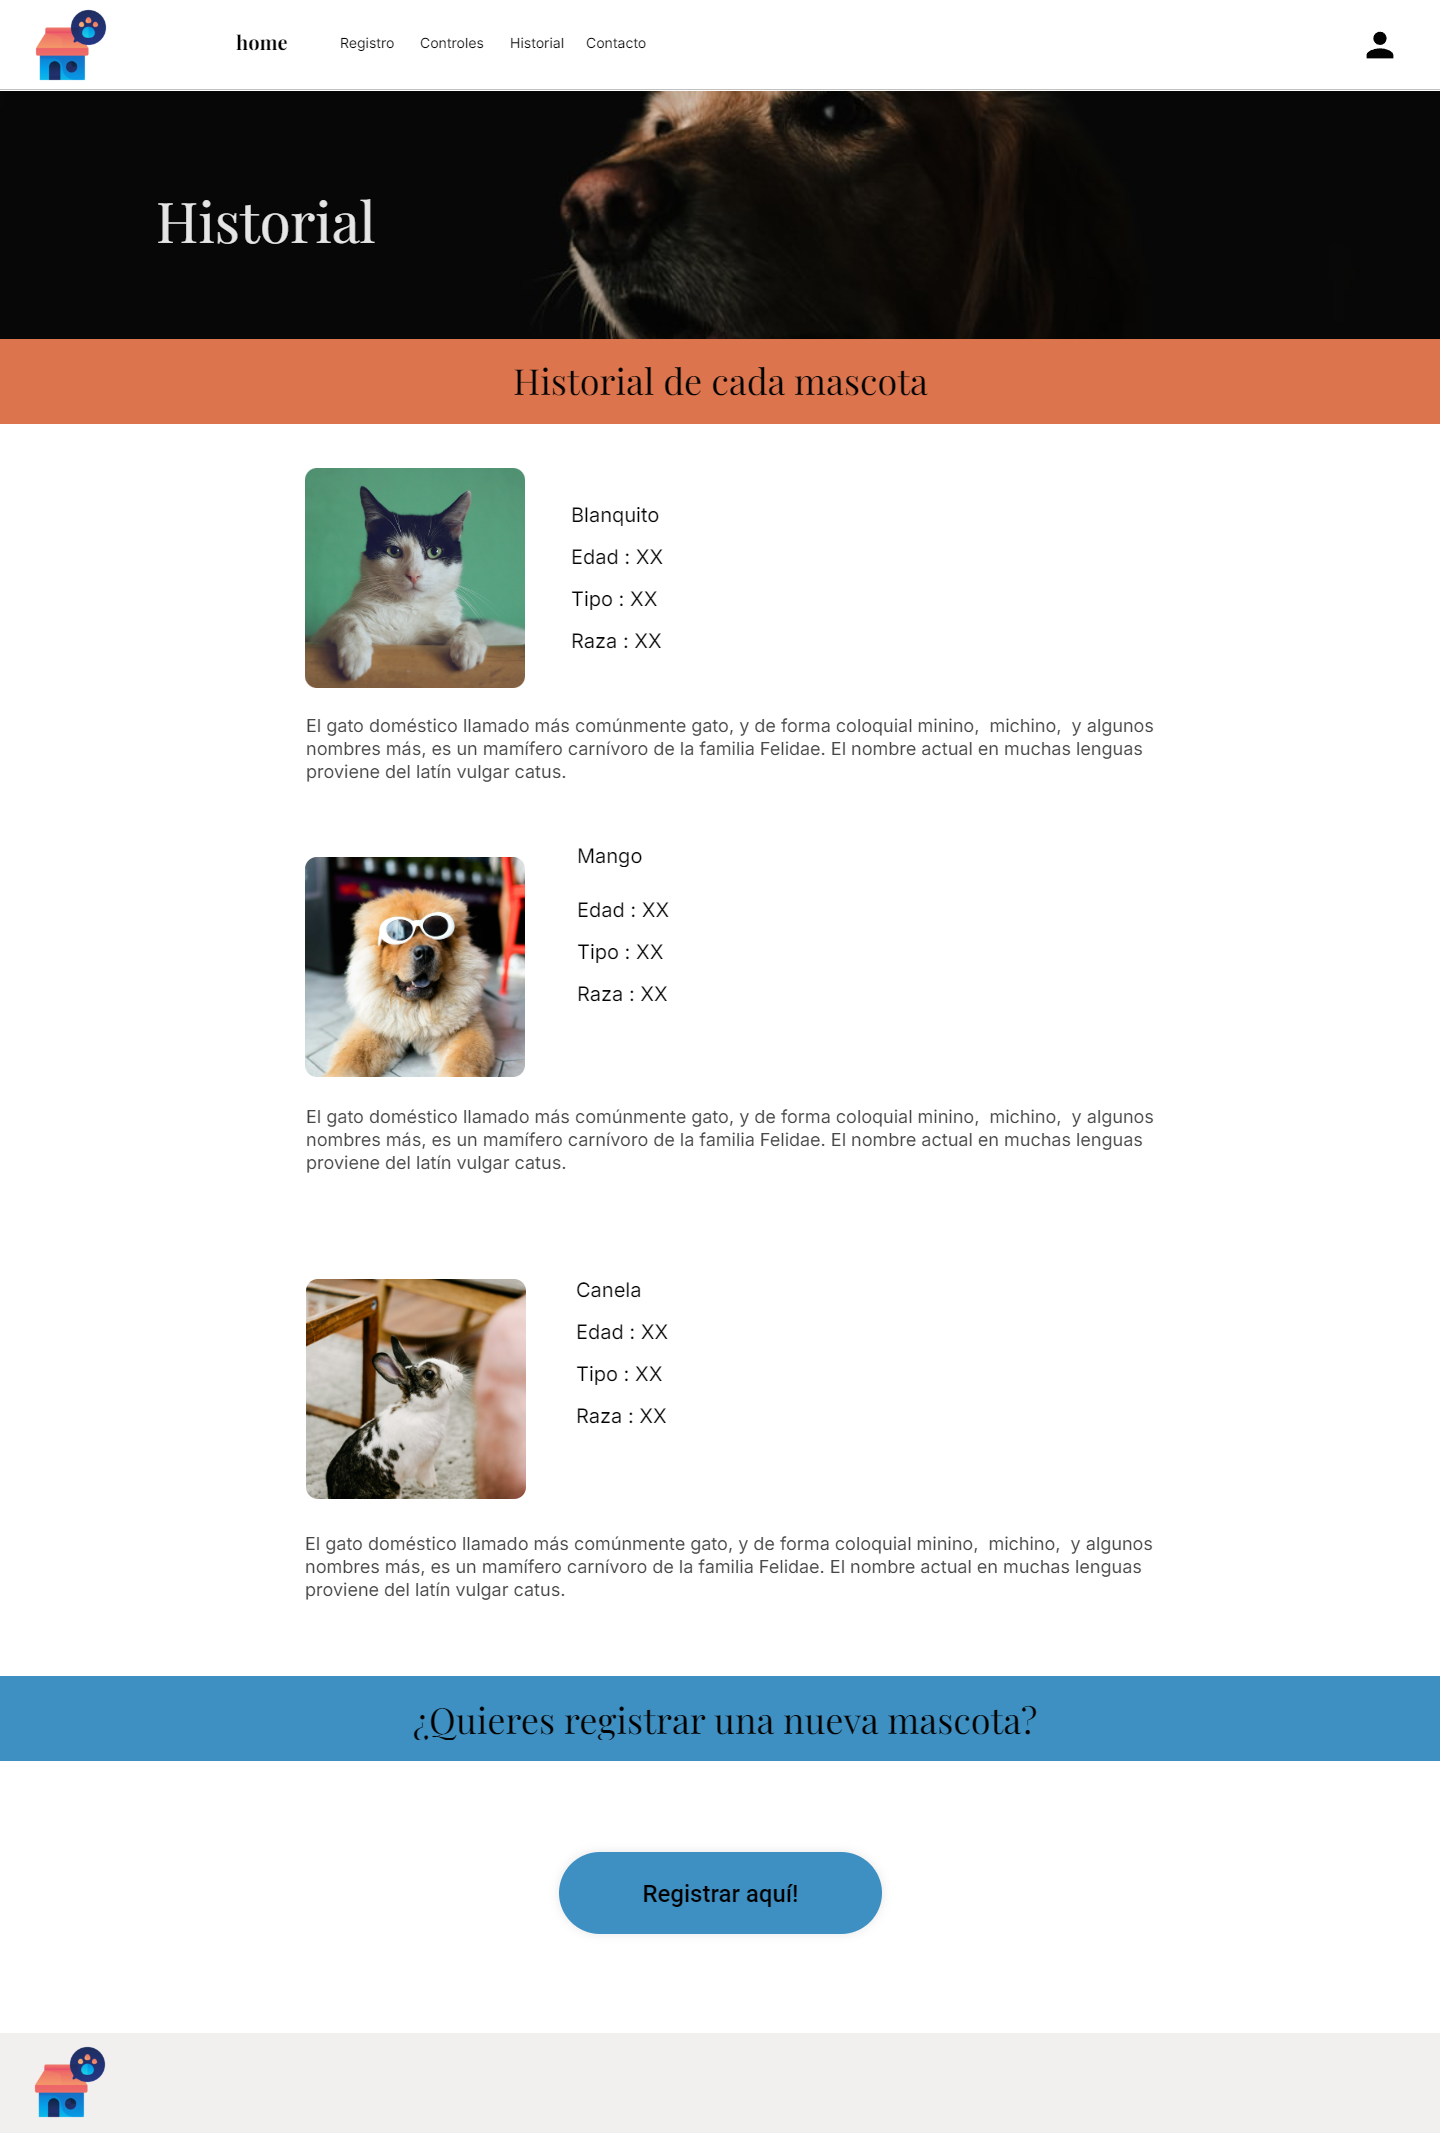 home Registro Controles Historial Contacto
Historial
Historial de cada mascota
Blanquito
Edad : XX
Tipo : XX
Raza : XX
El gato doméstico llamado más comúnmente gato, y de forma coloquial minino,  michino,  y algunos
nombres más, es un mamífero carnívoro de la familia Felidae. El nombre actual en muchas lenguas
proviene del latín vulgar catus.
Mango
Edad : XX
Tipo : XX
Raza : XX
El gato doméstico llamado más comúnmente gato, y de forma coloquial minino,  michino,  y algunos
nombres más, es un mamífero carnívoro de la familia Felidae. El nombre actual en muchas lenguas
proviene del latín vulgar catus.
Canela
Edad : XX
Tipo : XX
Raza : XX
El gato doméstico llamado más comúnmente gato, y de forma coloquial minino,  michino,  y algunos
nombres más, es un mamífero carnívoro de la familia Felidae. El nombre actual en muchas lenguas
proviene del latín vulgar catus.
¿Quieres registrar una nueva mascota?
Registrar aquí!